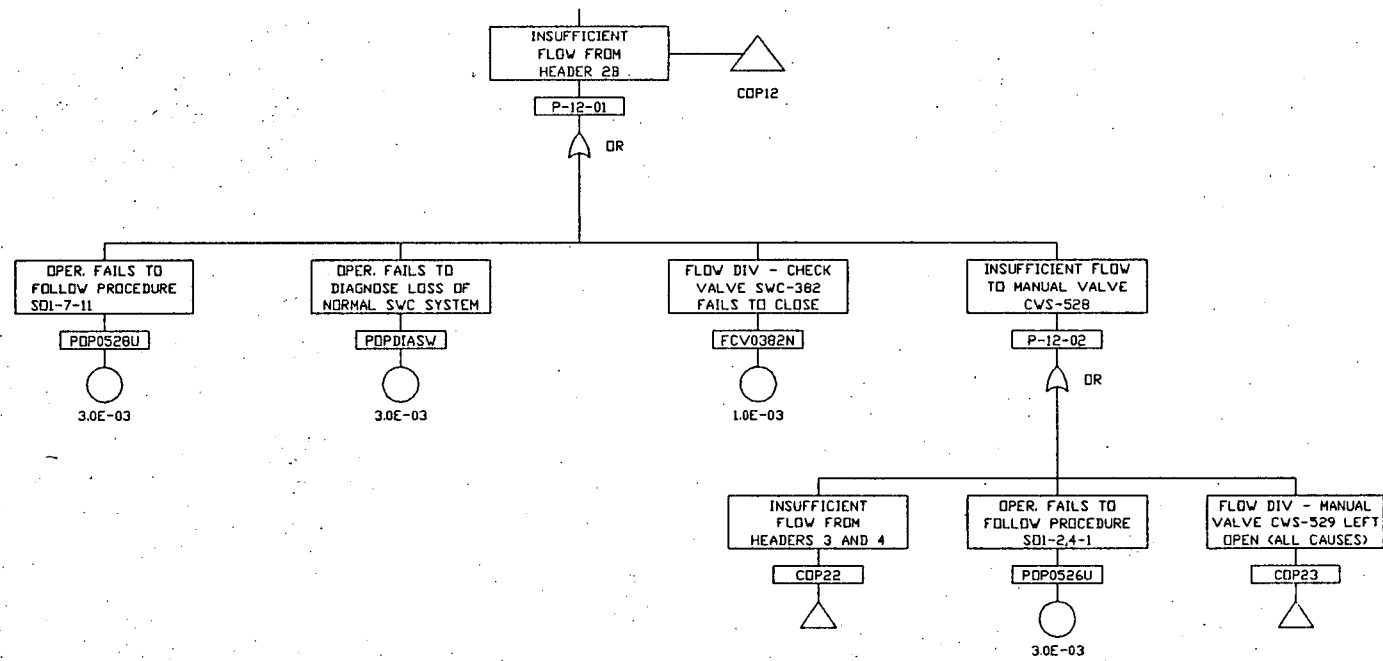 INSUFFICIENT
FLOW FROM
HEADER 2B
COP12
P-12-01
OR
OPER. FAILS TO
FOLLOW PROCEDURE
SO1-7-11
POP0528U
3.0E-03
OPER. FAILS TO
DIAGNOSE LOSS OF
NORMAL SWC SYSTEM
POPDIASW
3.0E-03
FLOW DIV - CHECK
VALVE SWC-382
FAILS TO CLOSE
FCV0382N
1.0E-03
INSUFFICIENT FLOW
TO MANUAL VALVE
CWS-528
P-12-02
OR
INSUFFICIENT
FLOW FROM
HEADERS 3 AND 4
COP22
OPER. FAILS TO
FOLLOW PROCEDURE
SO1-2,4-1
POP0526U
3.0E-03
FLOW DIV - MANUAL
VALVE CWS-529 LEFT
OPEN (ALL CAUSES)
COP23